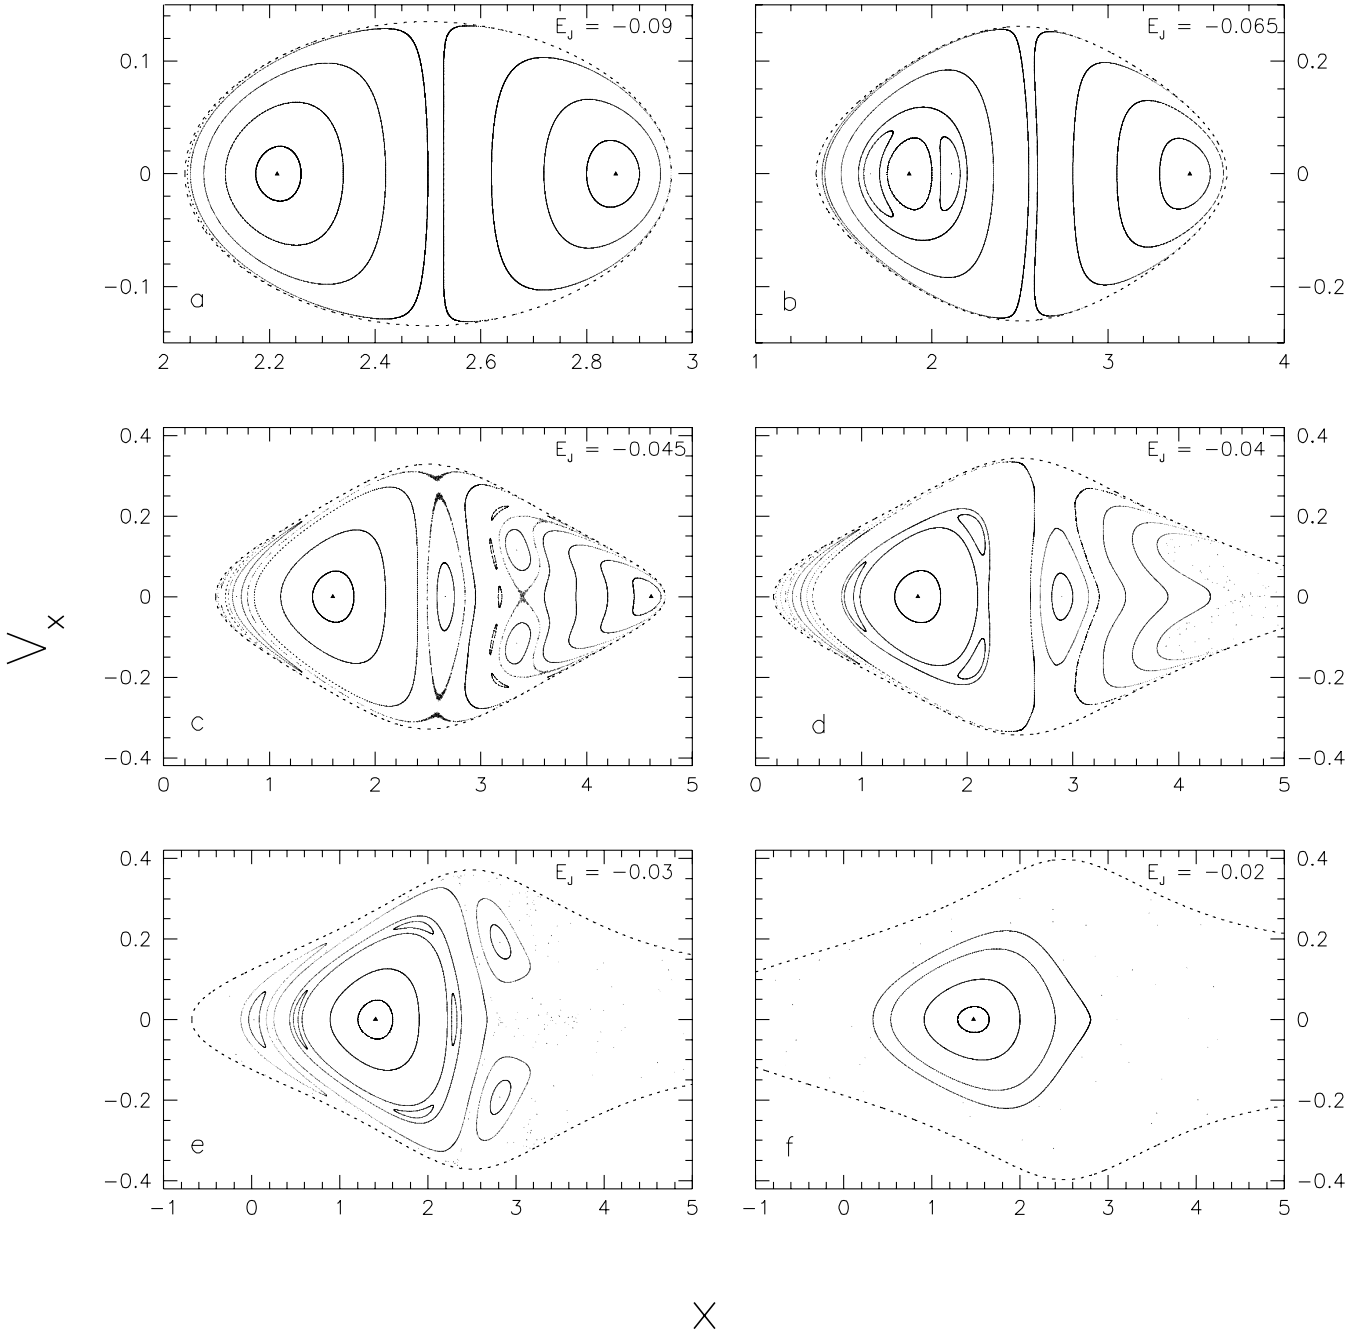 E_J = −0.09
E_J = −0.065
0.1
0
−0.1
0.2
0
−0.2
a
b
2 2.2 2.4 2.6 2.8 3
1 2 3 4
E_J = −0.045
E_J = −0.04
0.4
0.2
0
−0.2
−0.4
0.4
0.2
0
−0.2
−0.4
c
d
0 1 2 3 4 5
0 1 2 3 4 5
V_x
E_J = −0.03
E_J = −0.02
0.4
0.2
0
−0.2
−0.4
0.4
0.2
0
−0.2
−0.4
e
f
−1 0 1 2 3 4 5
−1 0 1 2 3 4 5
X